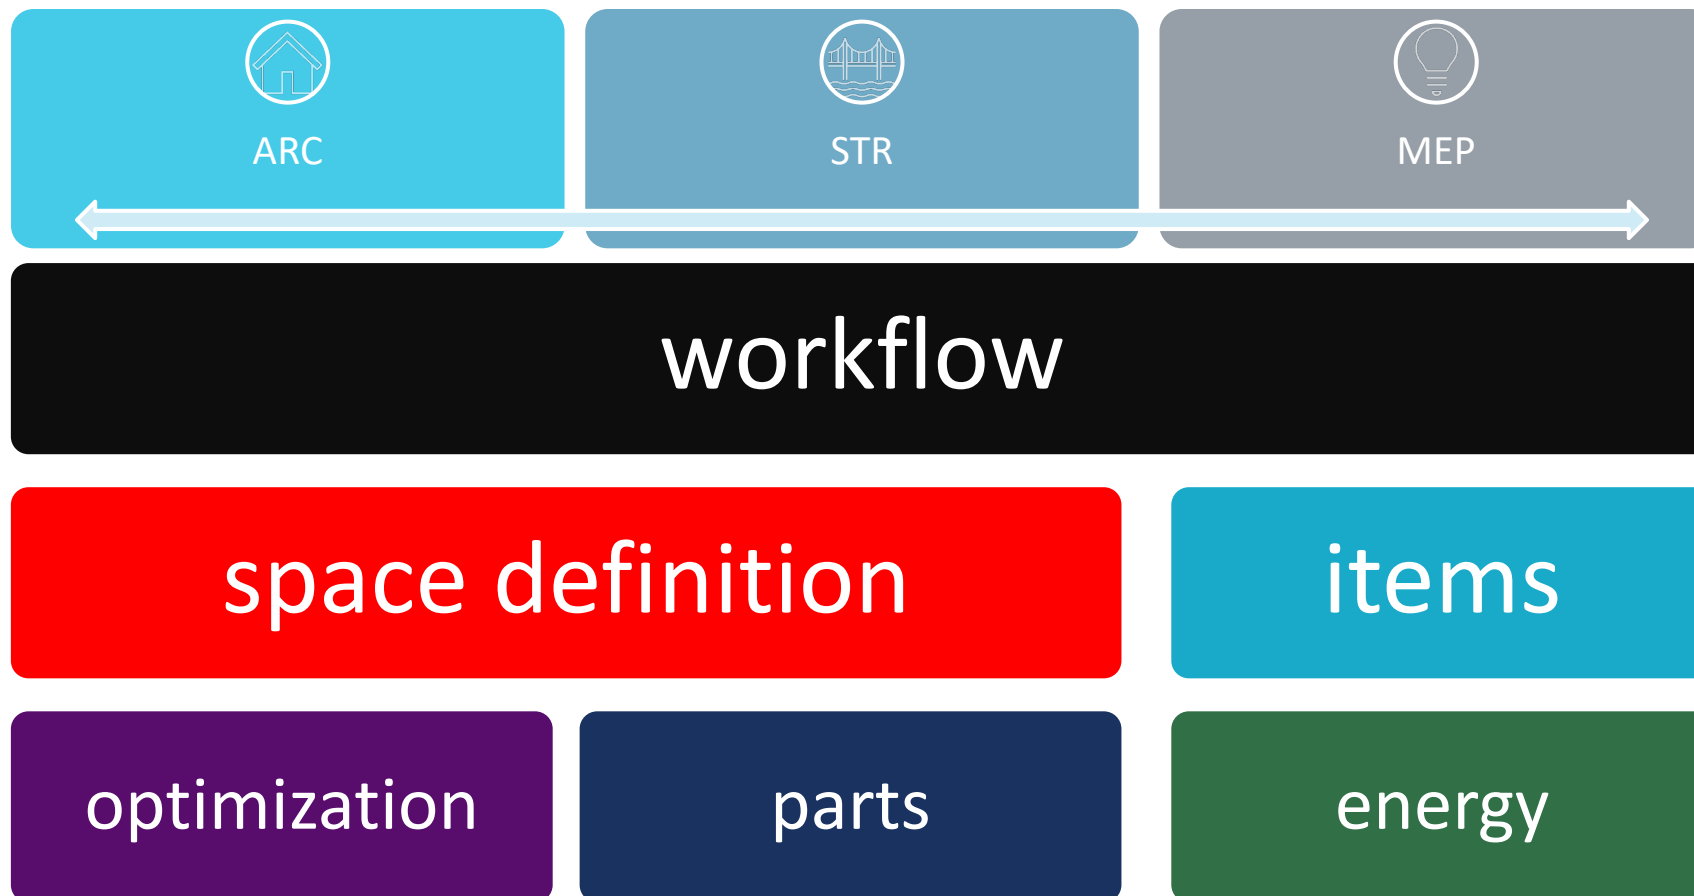 ARC
STR
MEP
workflow
space definition
items
optimization
parts
energy